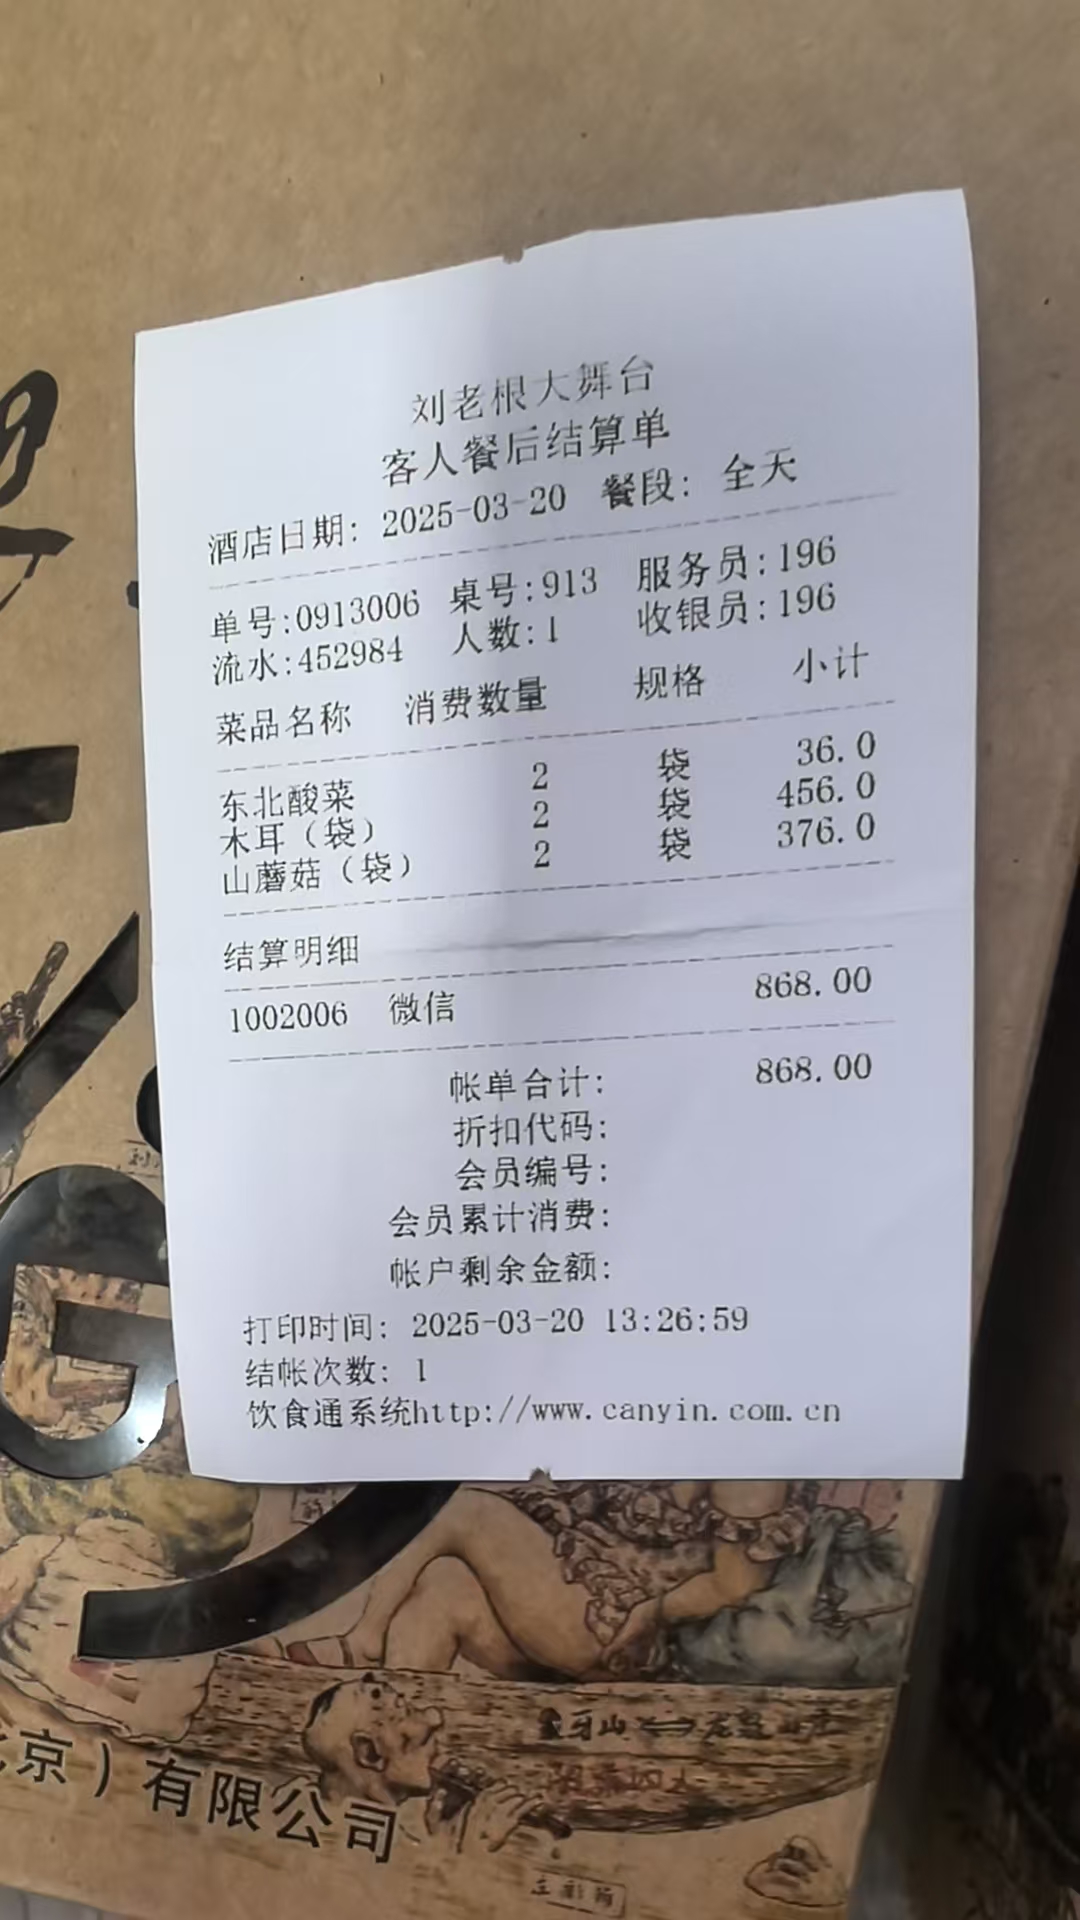 刘老根大舞台
客人餐后结算单
酒店日期: 2025-03-20 餐段: 全天
单号:0913006 桌号:913 服务员:196
流水:452984 人数:1 收银员:196
菜品名称 消费数量 规格 小计
东北酸菜 2 袋 36.0
木耳（袋） 2 袋 456.0
山蘑菇（袋） 2 袋 376.0
结算明细
1002006 微信 868.00
帐单合计: 868.00
折扣代码:
会员编号:
会员累计消费:
帐户剩余金额:
打印时间: 2025-03-20 13:26:59
结帐次数: 1
饮食通系统http://www.canyin.com.cn
京）有限公司